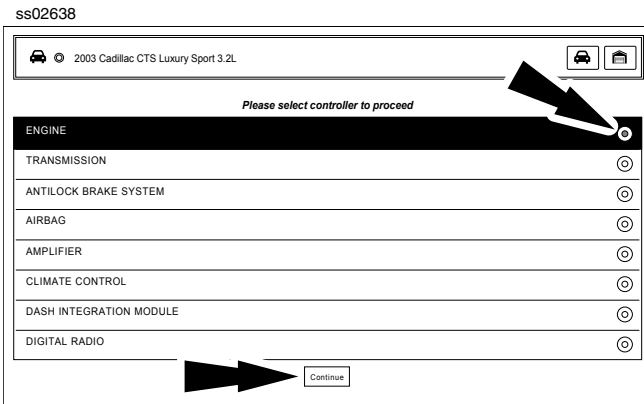 ss02638
2003 Cadillac CTS Luxury Sport 3.2L
Please select controller to proceed
ENGINE
TRANSMISSION
ANTILOCK BRAKE SYSTEM
AIRBAG
AMPLIFIER
CLIMATE CONTROL
DASH INTEGRATION MODULE
DIGITAL RADIO
Continue